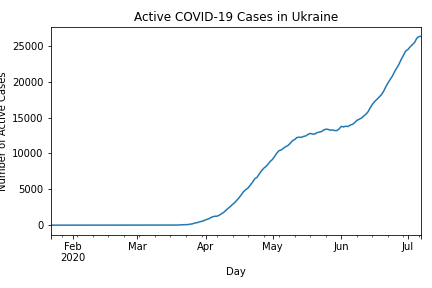 Active COVID-19 Cases in Ukraine
Number of Active Cases
25000
20000
15000
10000
5000
0
Feb Mar Apr May Jun Jul
2020
Day